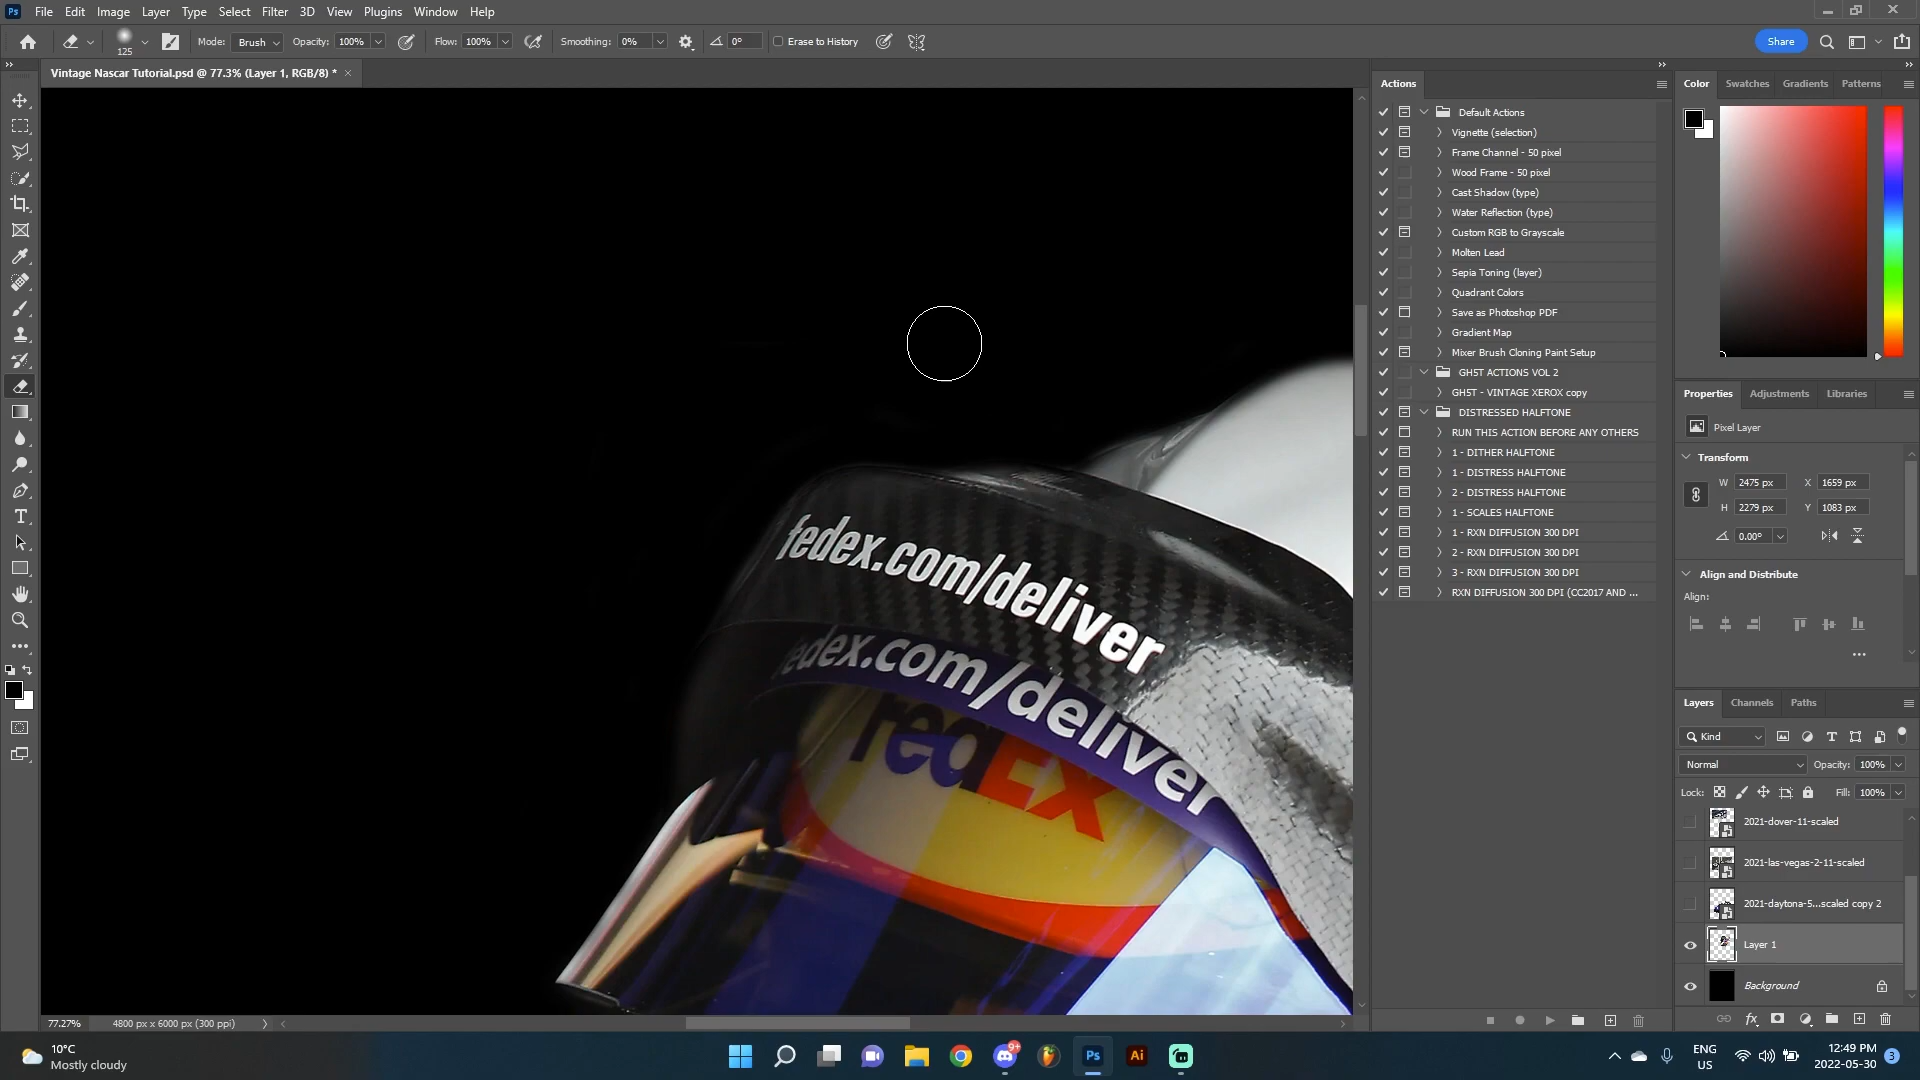 File Edit Image Layer Type Select Filter 3D View Plugins Window Help
125 Mode: Brush Opacity: 100% Flow: 100% Smoothing: 0% 0° Erase to History Share
Vintage Nascar Tutorial.psd @ 77.3% (Layer 1, RGB/8) *
Actions
Default Actions
Vignette (selection)
Frame Channel - 50 pixel
Wood Frame - 50 pixel
Cast Shadow (type)
Water Reflection (type)
Custom RGB to Grayscale
Molten Lead
Sepia Toning (layer)
Quadrant Colors
Save as Photoshop PDF
Gradient Map
Mixer Brush Cloning Paint Setup
GH5T ACTIONS VOL 2
GH5T - VINTAGE XEROX copy
DISTRESSED HALFTONE
RUN THIS ACTION BEFORE ANY OTHERS
1 - DITHER HALFTONE
1 - DISTRESS HALFTONE
2 - DISTRESS HALFTONE
1 - SCALES HALFTONE
1 - RXN DIFFUSION 300 DPI
2 - RXN DIFFUSION 300 DPI
3 - RXN DIFFUSION 300 DPI
RXN DIFFUSION 300 DPI (CC2017 AND ...
Color Swatches Gradients Patterns
Properties Adjustments Libraries
Pixel Layer
Transform
W 2475 px X 1659 px
H 2279 px Y 1083 px
0.00°
Align and Distribute
Align:
Layers Channels Paths
Kind
Normal Opacity: 100%
Lock: Fill: 100%
2021-dover-11-scaled
2021-las-vegas-2-11-scaled
2021-daytona-5...scaled copy 2
Layer 1
Background
fedex.com/deliver
fedex.com/deliver
FedEx
77.27% 4800 px x 6000 px (300 ppi)
10°C
Mostly cloudy
9+
Ps
Ai
ENG
US
12:49 PM
2022-05-30
3